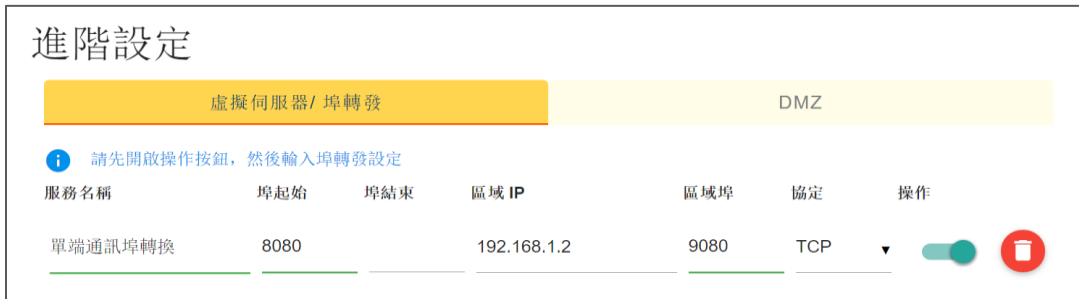 進階設定
虛擬伺服器/ 埠轉發 DMZ
請先開啟操作按鈕，然後輸入埠轉發設定
服務名稱 埠起始 埠結束 區域 IP 區域埠 協定 操作
單端通訊埠轉換 8080 192.168.1.2 9080 TCP